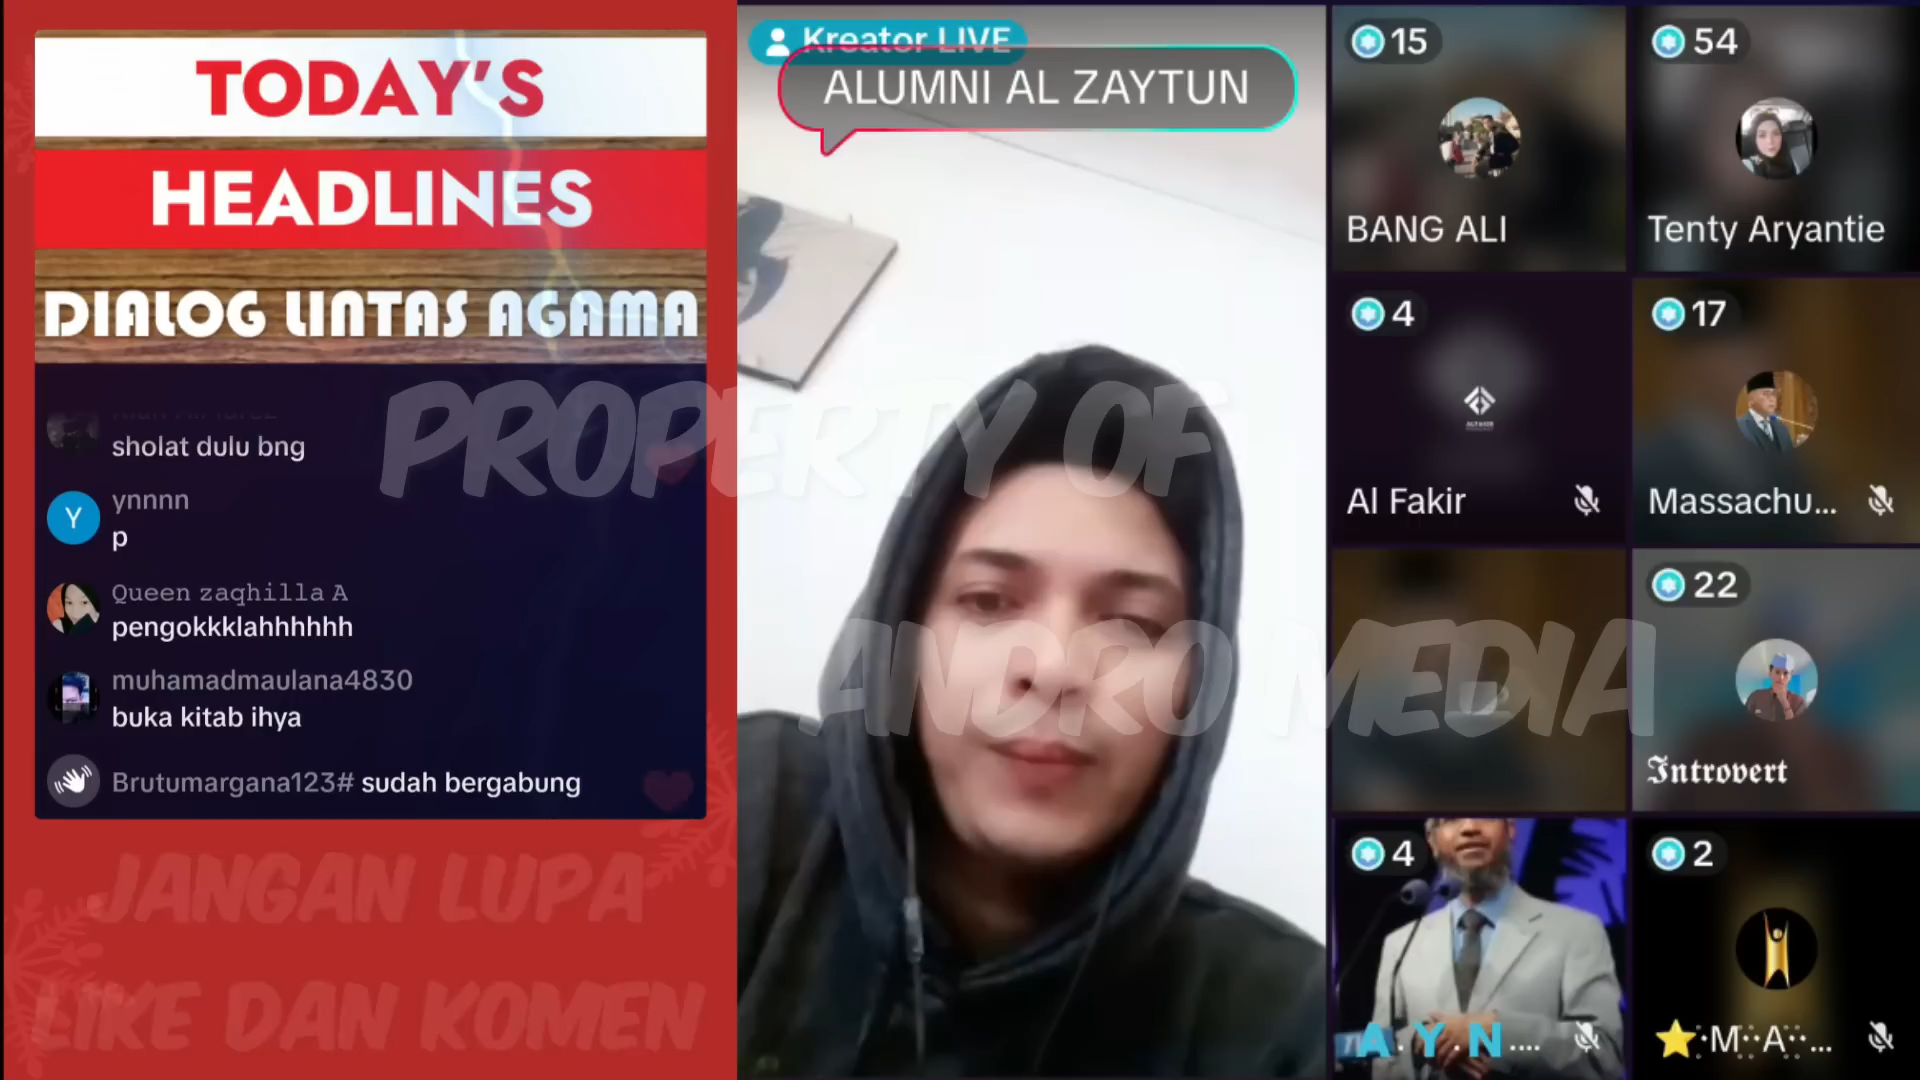 TODAY'S
HEADLINES
DIALOG LINTAS AGAMA
sholat dulu bng
Y
ynnnn
p
Queen zaqhilla A
pengokkklahhhhhh
muhamadmaulana4830
buka kitab ihya
Brutumargana123# sudah bergabung
JANGAN LUPA
LIKE DAN KOMEN
PROPERTY OF
ANDRO MEDIA
Kreator LIVE
ALUMNI AL ZAYTUN
15
BANG ALI
54
Tenty Aryantie
4
Al Fakir
17
Massachu...
22
Introvert
4
A.Y.N....
2
·M··A··...